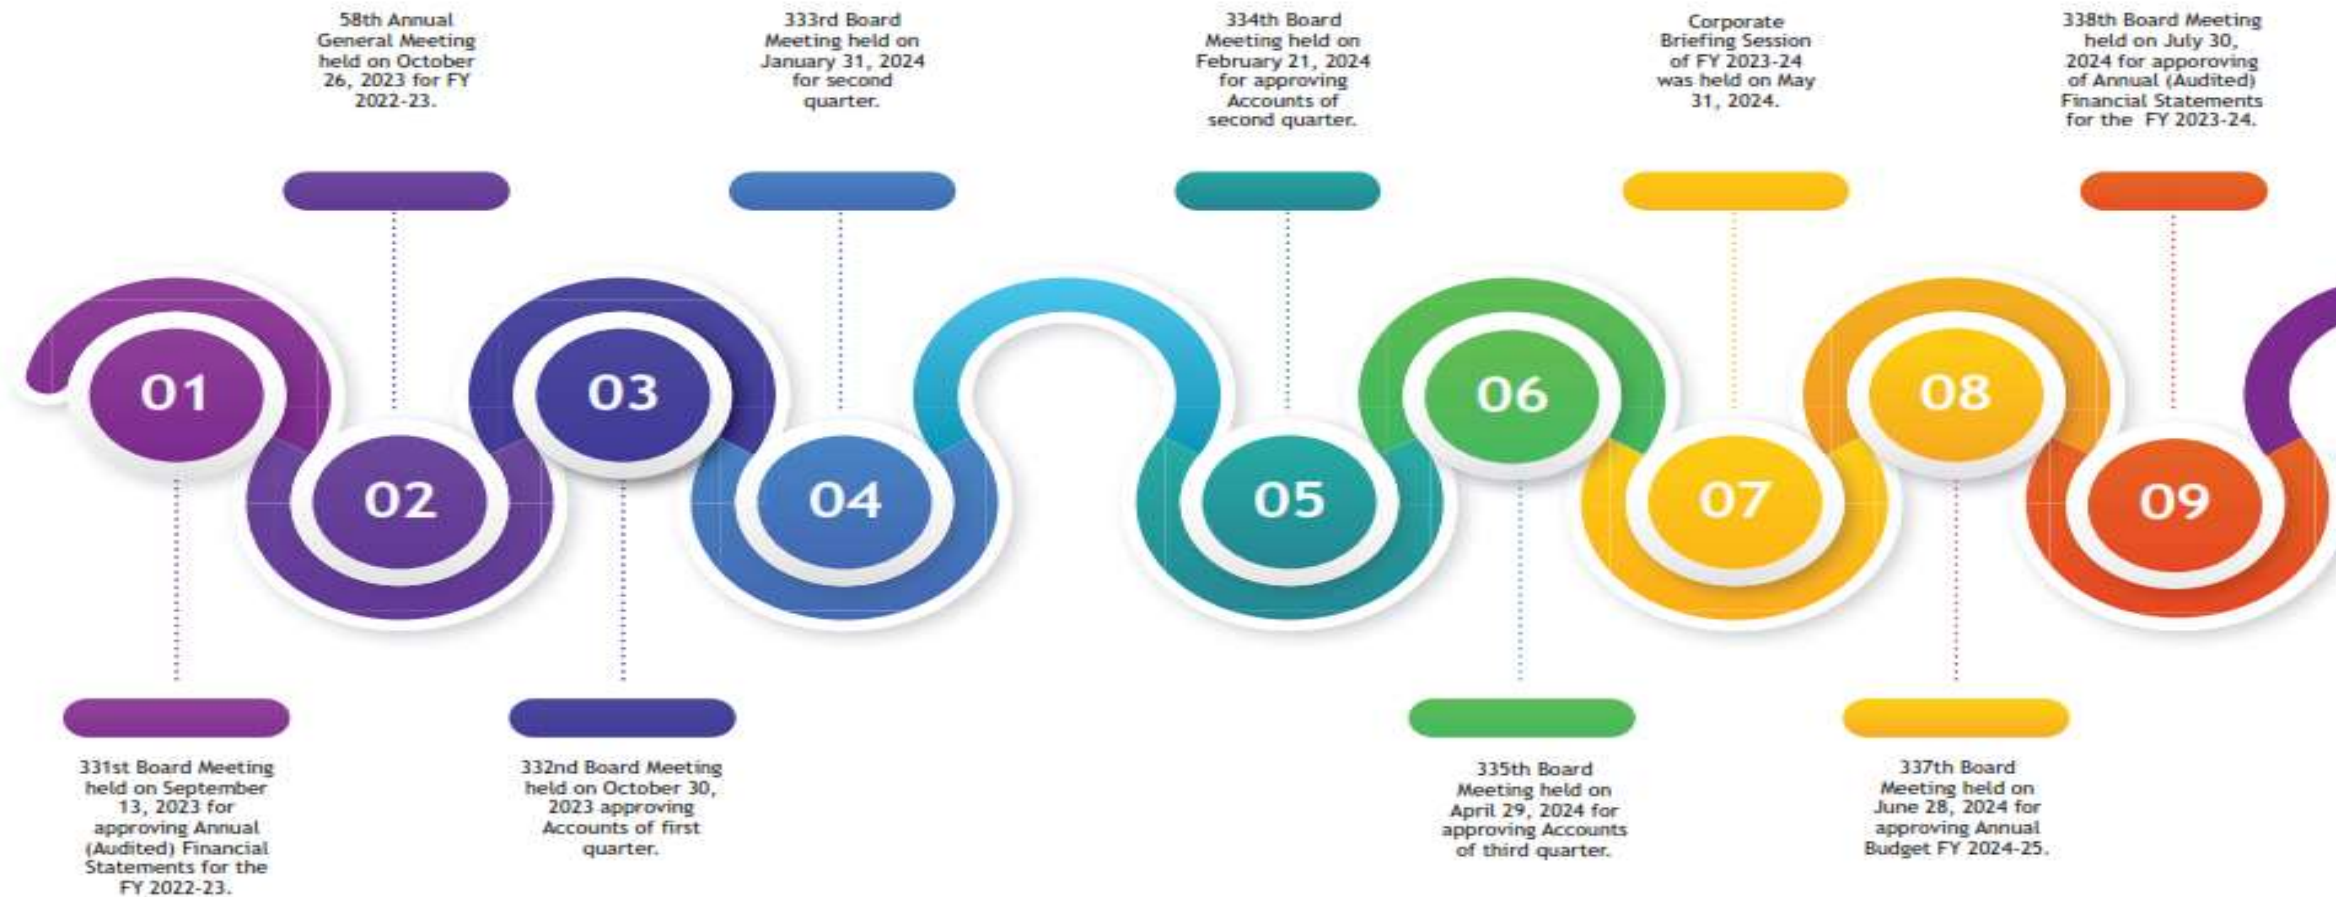 58th Annual
General Meeting
held on October
26, 2023 for FY
2022-23.
333rd Board
Meeting held on
January 31, 2024
for second
quarter.
334th Board
Meeting held on
February 21, 2024
for approving
Accounts of
second quarter.
Corporate
Briefing Session
of FY 2023-24
was held on May
31, 2024.
338th Board Meeting
held on July 30,
2024 for apporoving
of Annual (Audited)
Financial Statements
for the FY 2023-24.
01
02
03
04
05
06
07
08
09
331st Board Meeting
held on September
13, 2023 for
approving Annual
(Audited) Financial
Statements for the
FY 2022-23.
332nd Board Meeting
held on October 30,
2023 approving
Accounts of first
quarter.
335th Board
Meeting held on
April 29, 2024 for
approving Accounts
of third quarter.
337th Board
Meeting held on
June 28, 2024 for
approving Annual
Budget FY 2024-25.